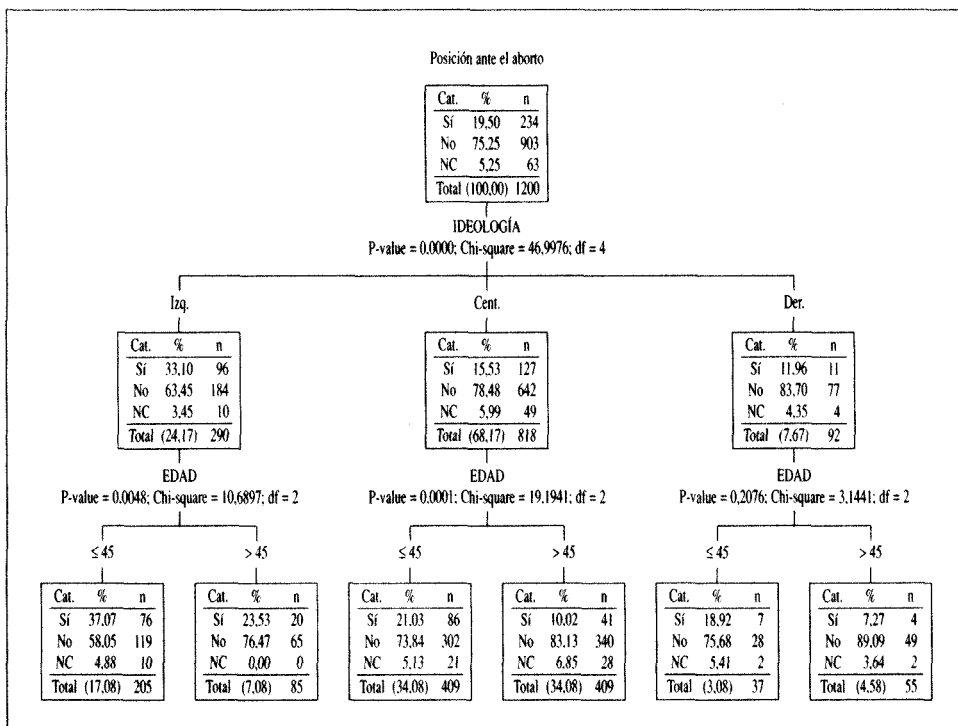 Posición ante el aborto
Cat. % n
Sí 19,50 234
No 75,25 903
NC 5,25 63
Total (100,00) 1200
IDEOLOGÍA
P-value = 0,0000; Chi-square = 46,9976; df = 4
Izq.
Cat. % n
Sí 33,10 96
No 63,45 184
NC 3,45 10
Total (24,17) 290
Cent.
Cat. % n
Sí 15,53 127
No 78,48 642
NC 5,99 49
Total (68,17) 818
Der.
Cat. % n
Sí 11,96 11
No 83,70 77
NC 4,35 4
Total (7,67) 92
EDAD
P-value = 0,0048; Chi-square = 10,6897; df = 2
EDAD
P-value = 0,0001; Chi-square = 19,1941; df = 2
EDAD
P-value = 0,2076; Chi-square = 3,1441; df = 2
≤ 45
Cat. % n
Sí 37,07 76
No 58,05 119
NC 4,88 10
Total (17,08) 205
> 45
Cat. % n
Sí 23,53 20
No 76,47 65
NC 0,00 0
Total (7,08) 85
≤ 45
Cat. % n
Sí 21,03 86
No 73,84 302
NC 5,13 21
Total (34,08) 409
> 45
Cat. % n
Sí 10,02 41
No 83,13 340
NC 6,85 28
Total (34,08) 409
≤ 45
Cat. % n
Sí 18,92 7
No 75,68 28
NC 5,41 2
Total (3,08) 37
> 45
Cat. % n
Sí 7,27 4
No 89,09 49
NC 3,64 2
Total (4,58) 55